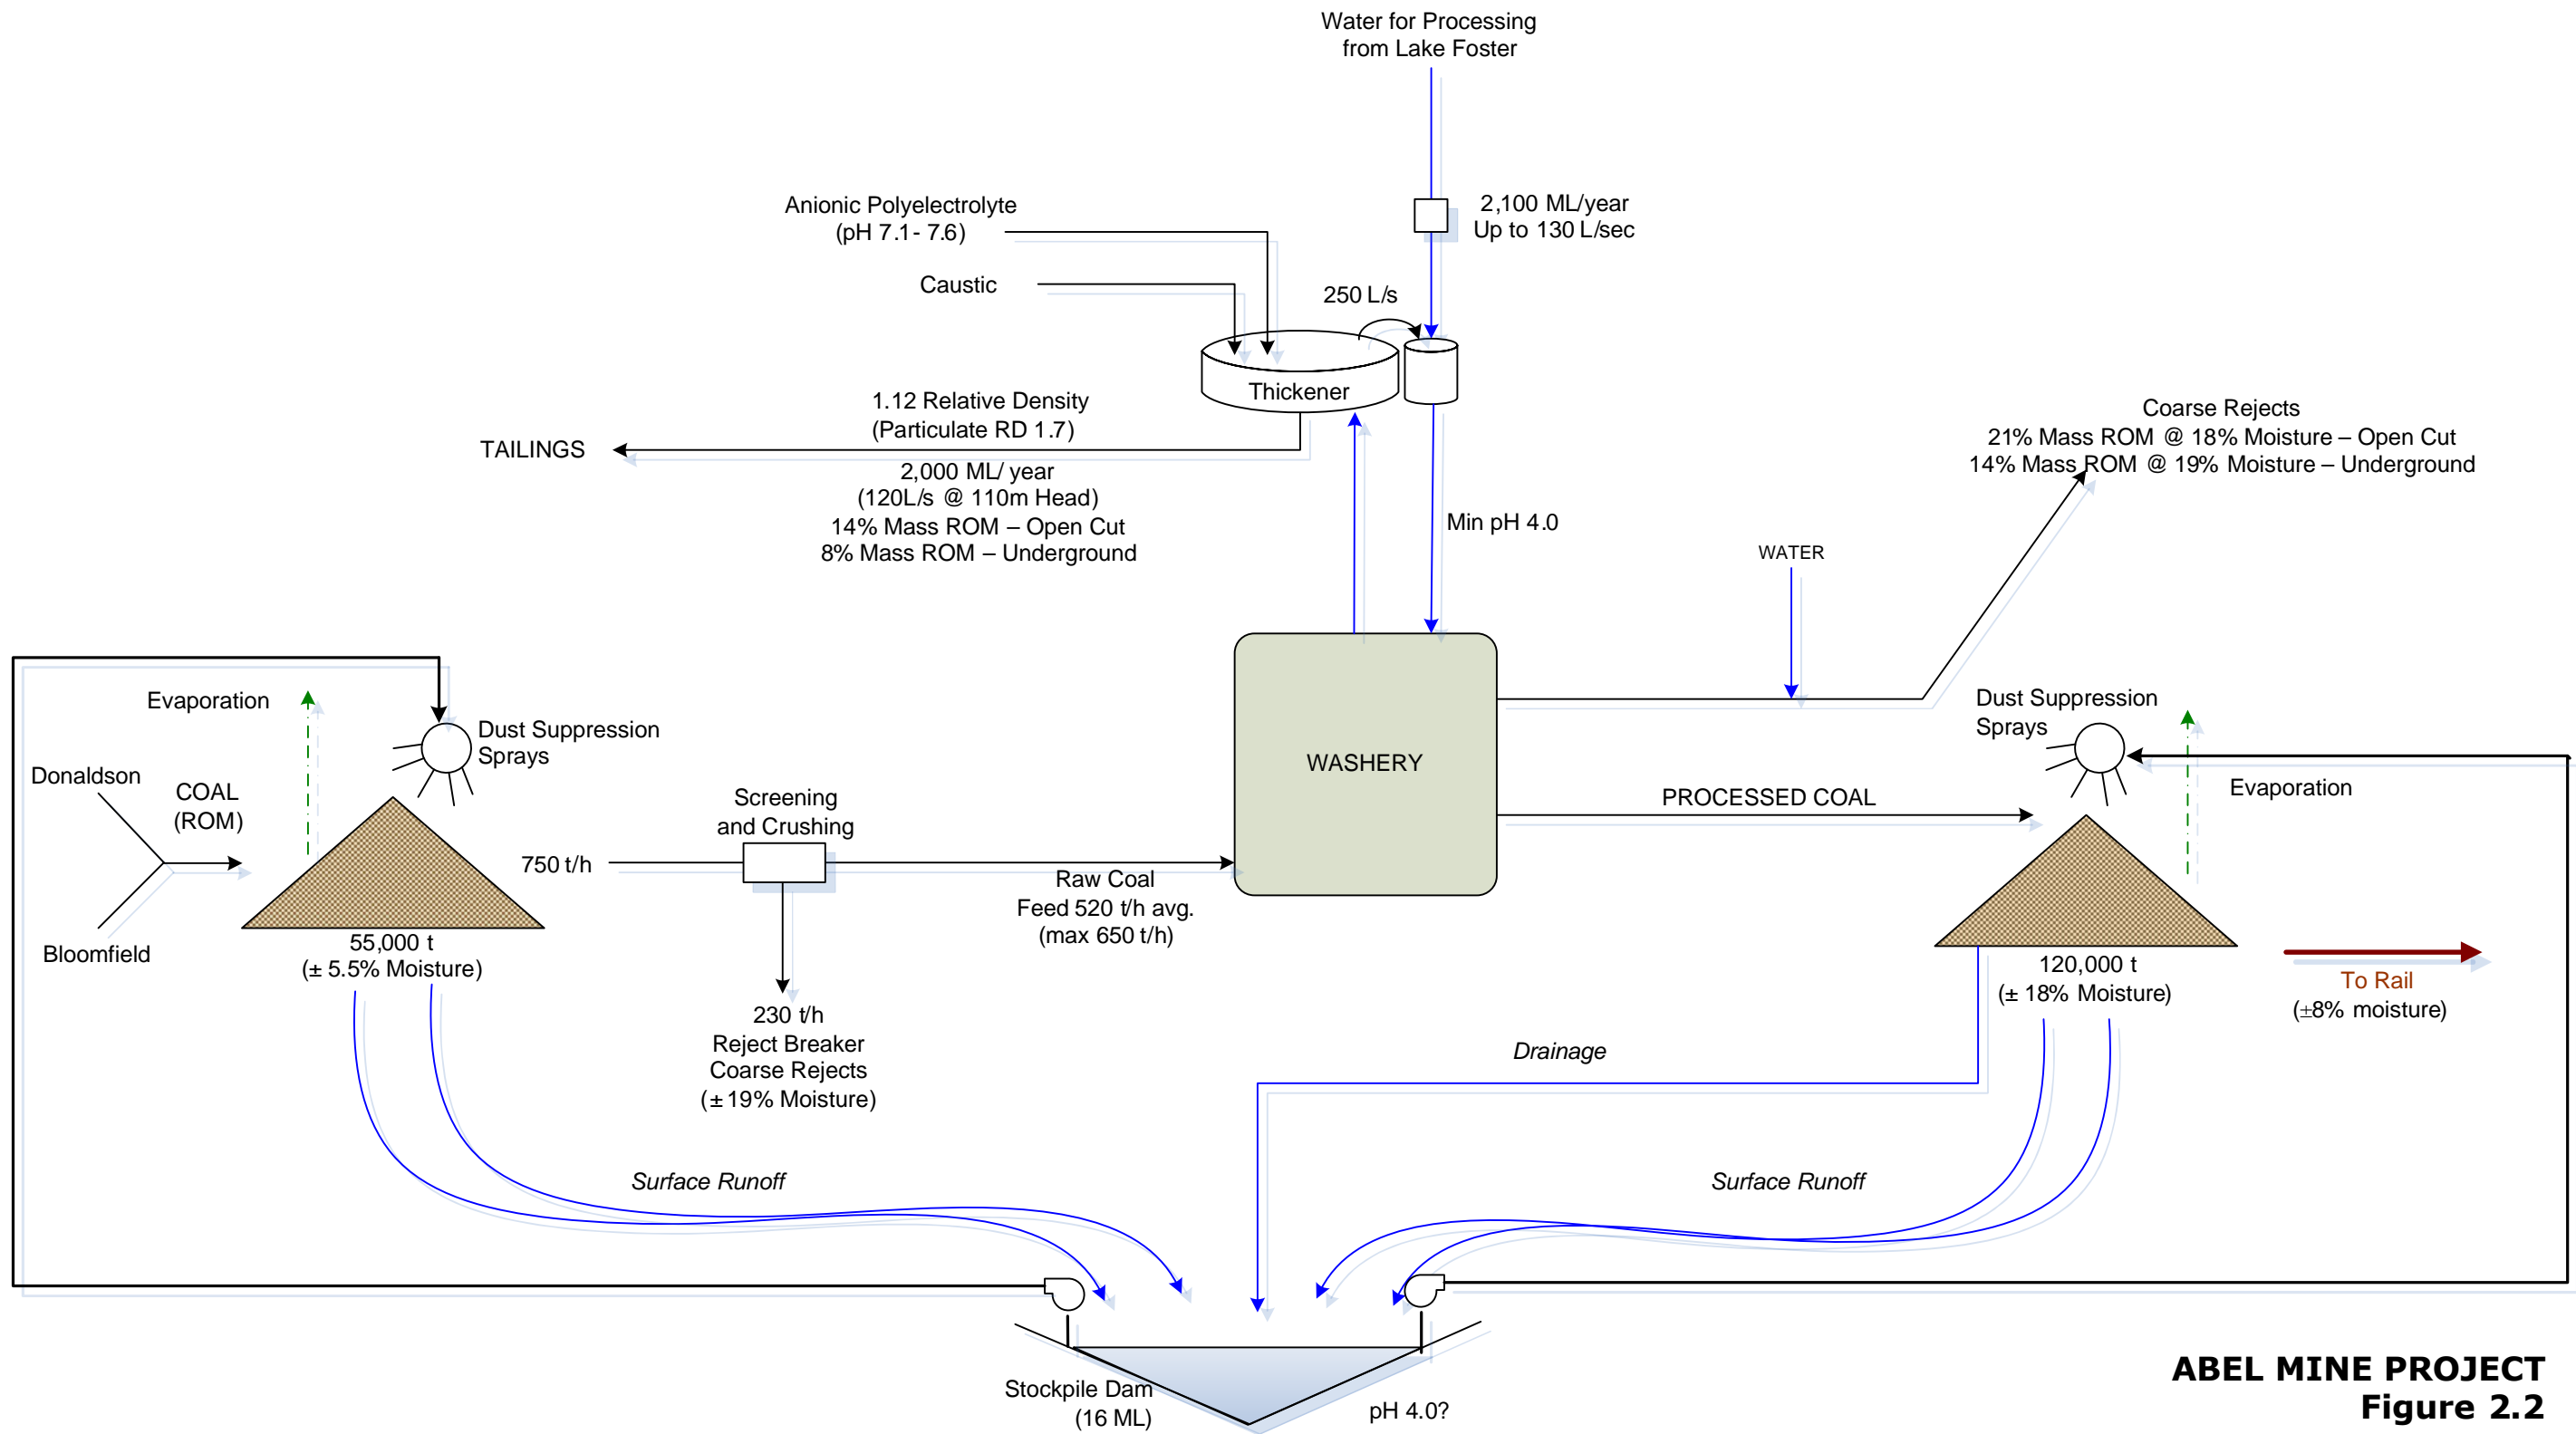 Water for Processing
from Lake Foster
2,100 ML/year
Up to 130 L/sec
Anionic Polyelectrolyte
(pH 7.1- 7.6)
Caustic
250 L/s
Thickener
1.12 Relative Density
(Particulate RD 1.7)
TAILINGS
2,000 ML/ year
(120L/s @ 110m Head)
14% Mass ROM – Open Cut
8% Mass ROM – Underground
Min pH 4.0
Coarse Rejects
21% Mass ROM @ 18% Moisture – Open Cut
14% Mass ROM @ 19% Moisture – Underground
WATER
Evaporation
Dust Suppression
Sprays
Donaldson
COAL
(ROM)
Bloomfield
55,000 t
(± 5.5% Moisture)
750 t/h
Screening
and Crushing
230 t/h
Reject Breaker
Coarse Rejects
(± 19% Moisture)
Raw Coal
Feed 520 t/h avg.
(max 650 t/h)
WASHERY
PROCESSED COAL
Dust Suppression
Sprays
Evaporation
120,000 t
(± 18% Moisture)
To Rail
(±8% moisture)
Drainage
Surface Runoff
Surface Runoff
Stockpile Dam
(16 ML)
pH 4.0?
ABEL MINE PROJECT
Figure 2.2